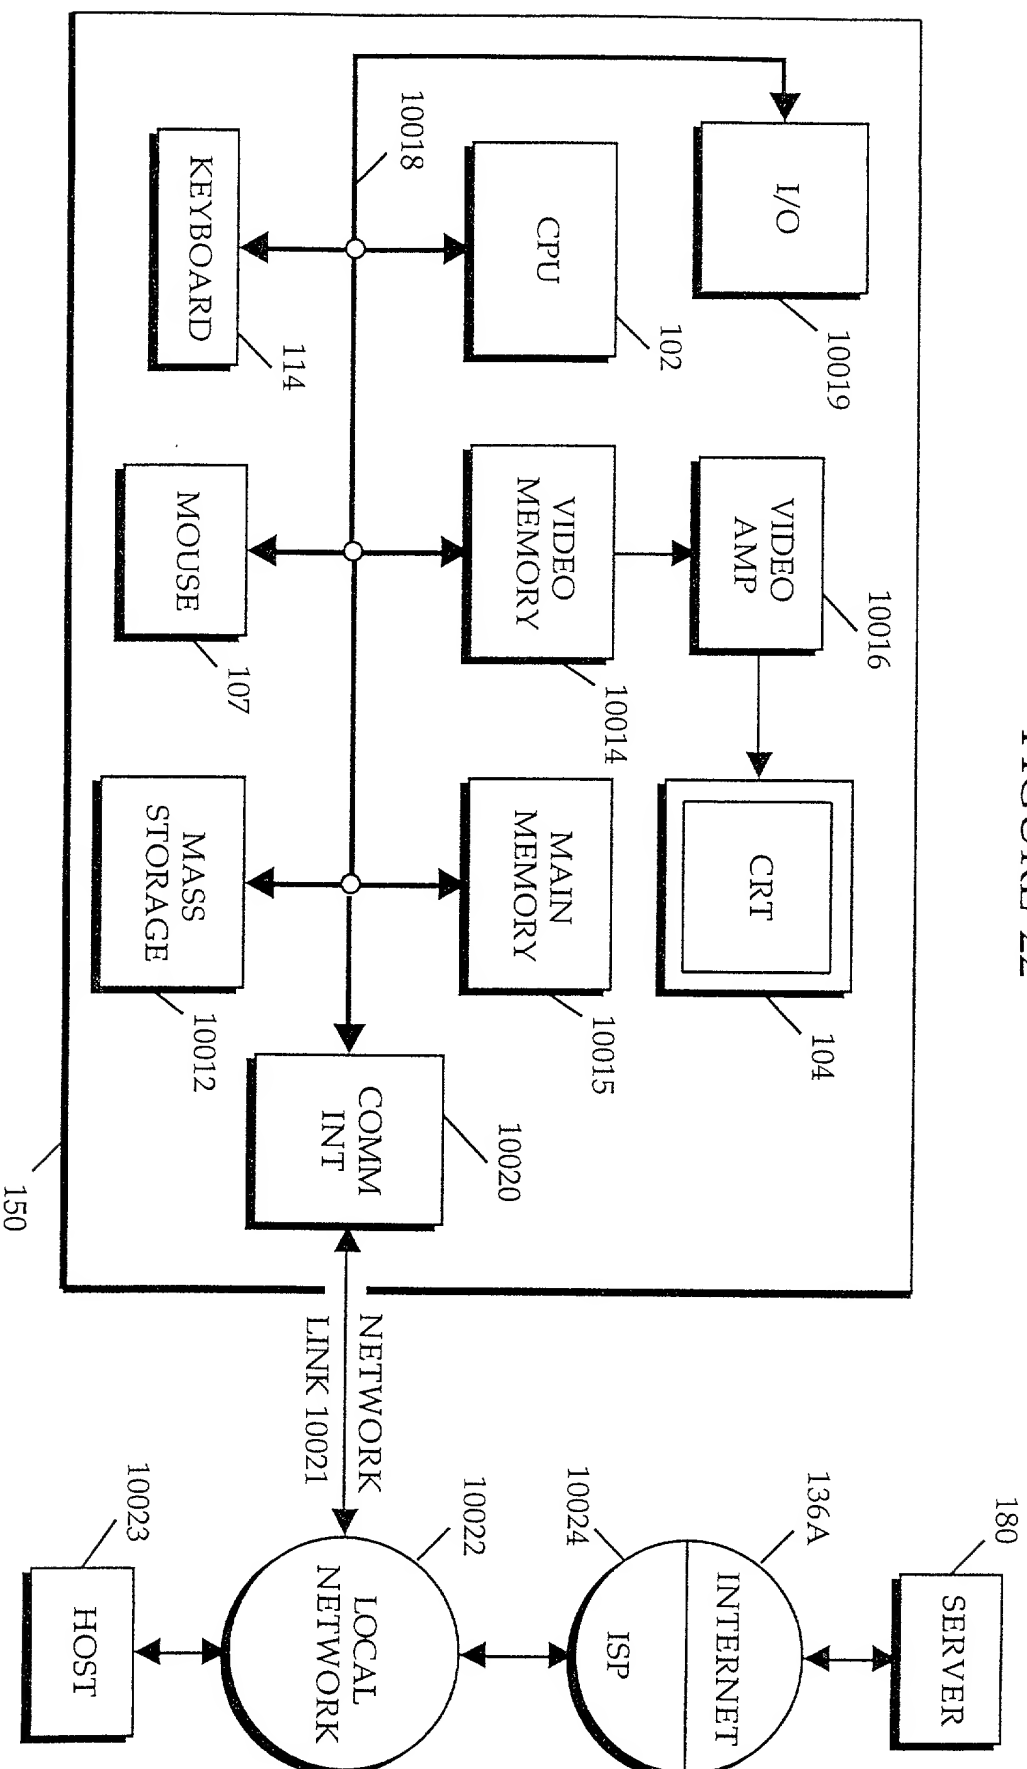 FIGURE 22
I/O
10019
VIDEO
AMP
10016
CRT
104
SERVER
180
CPU
102
VIDEO
MEMORY
10014
MAIN
MEMORY
10015
INTERNET
136A
ISP
10024
10018
COMM
INT
10020
NETWORK
LINK 10021
LOCAL
NETWORK
10022
KEYBOARD
114
MOUSE
107
MASS
STORAGE
10012
HOST
10023
150